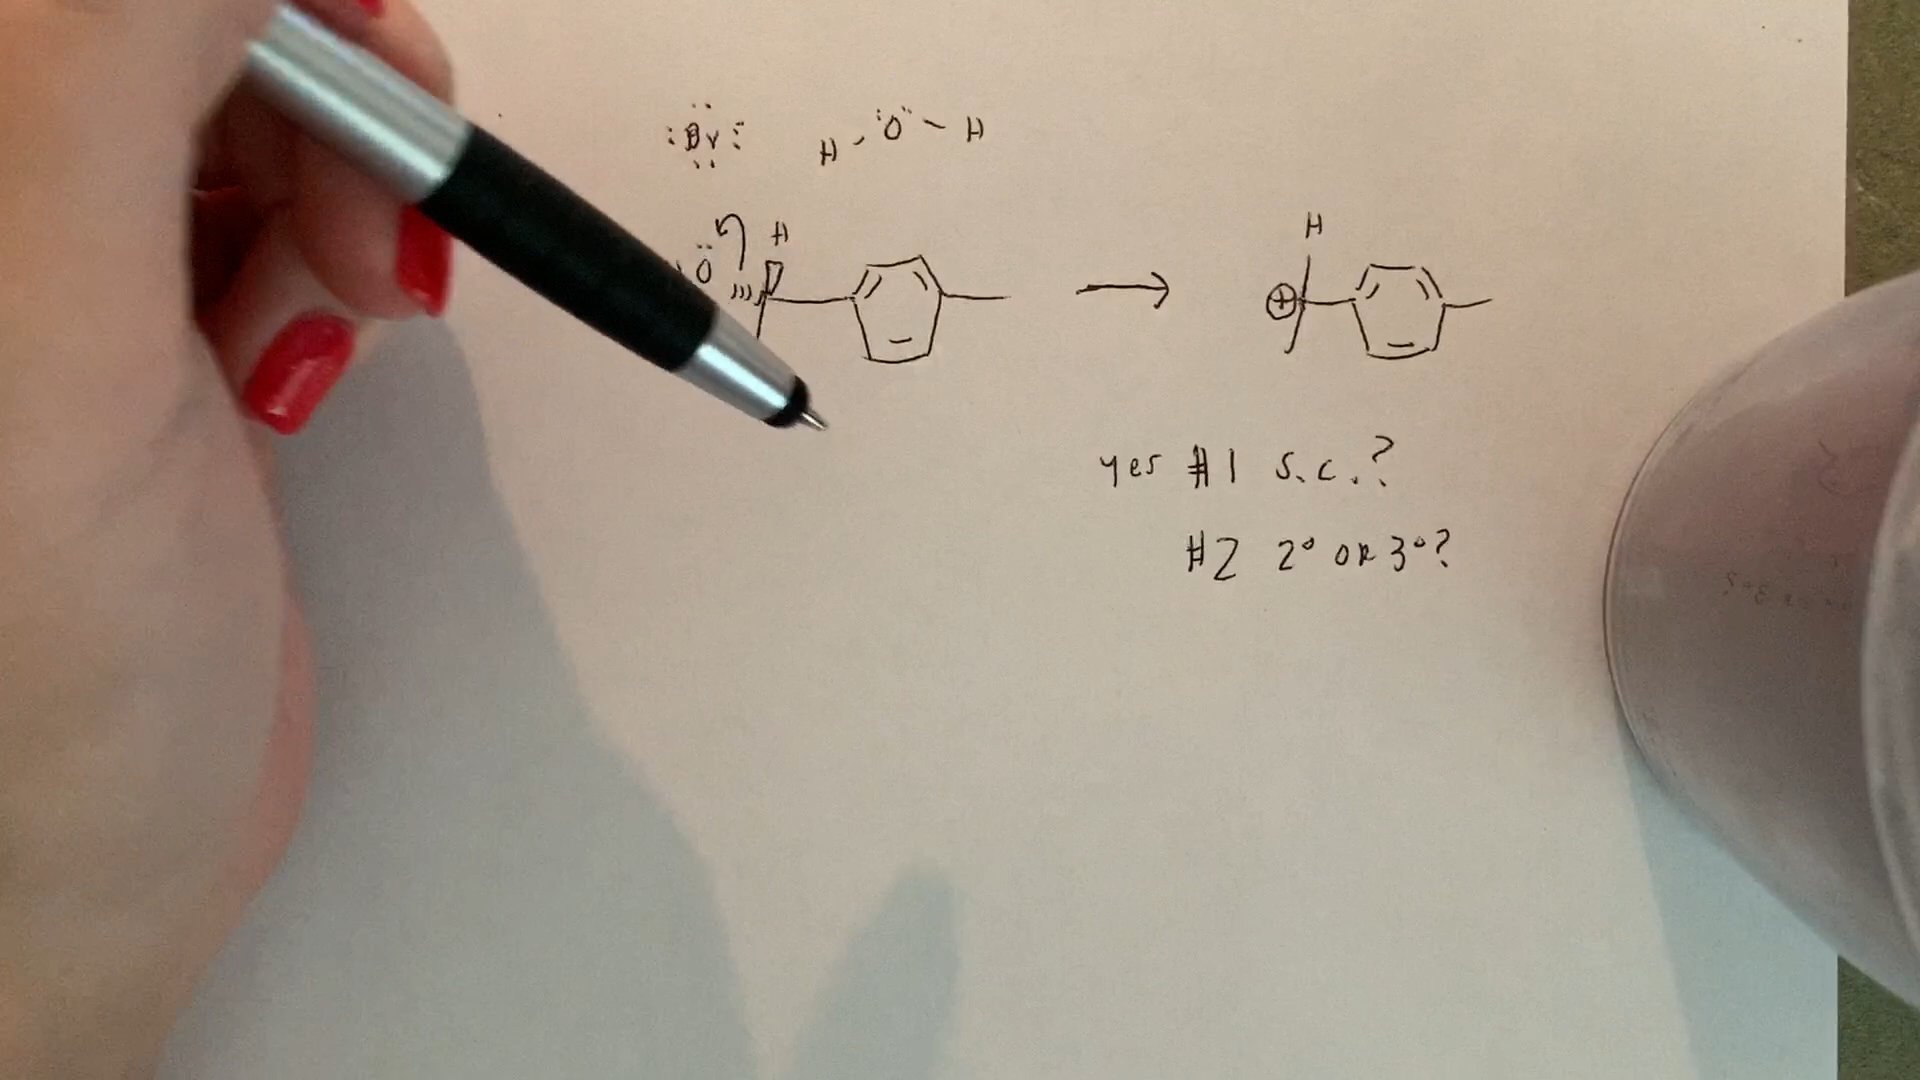 :Br: H O H
O H H
⊕
yes #1 s.c.?
#2 2° OR 3°?